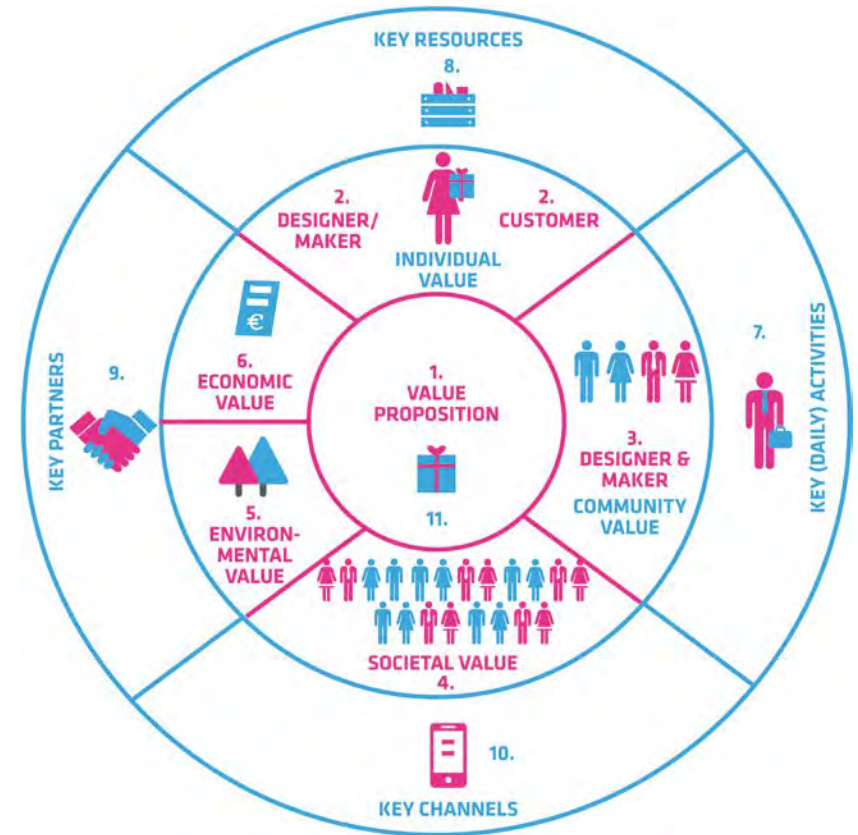 KEY RESOURCES
8.
2.
DESIGNER/
MAKER
2.
CUSTOMER
INDIVIDUAL
VALUE
€
6.
ECONOMIC
VALUE
1.
VALUE
PROPOSITION
11.
3.
DESIGNER &
MAKER
COMMUNITY
VALUE
7.
KEY (DAILY) ACTIVITIES
9.
KEY PARTNERS
5.
ENVIRON-
MENTAL
VALUE
SOCIETAL VALUE
4.
10.
KEY CHANNELS